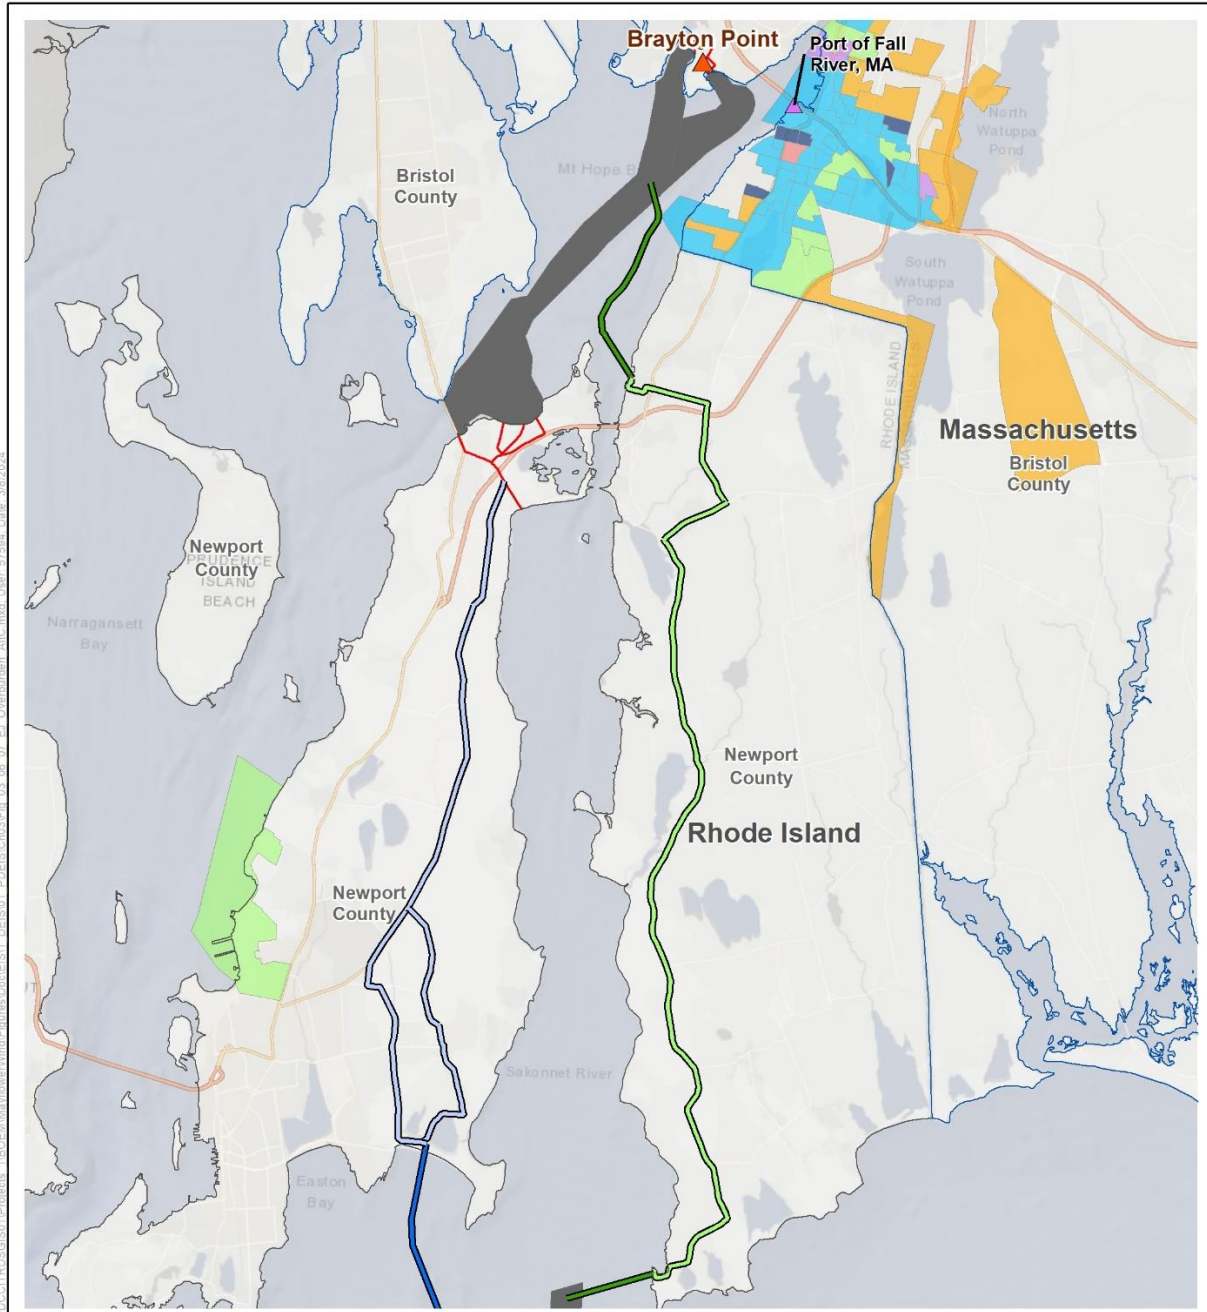 Brayton Point
Port of Fall
River, MA
North
Watuppa
Pond
Mt Hope B
Bristol
County
South
Watuppa
Pond
RHODE ISLAND
Massachusetts
Bristol
County
Newport
County
PRUDENCE
ISLAND
BEACH
Narragansett
Bay
Newport
County
Rhode Island
Newport
County
Sakonnet River
Easton
Bay